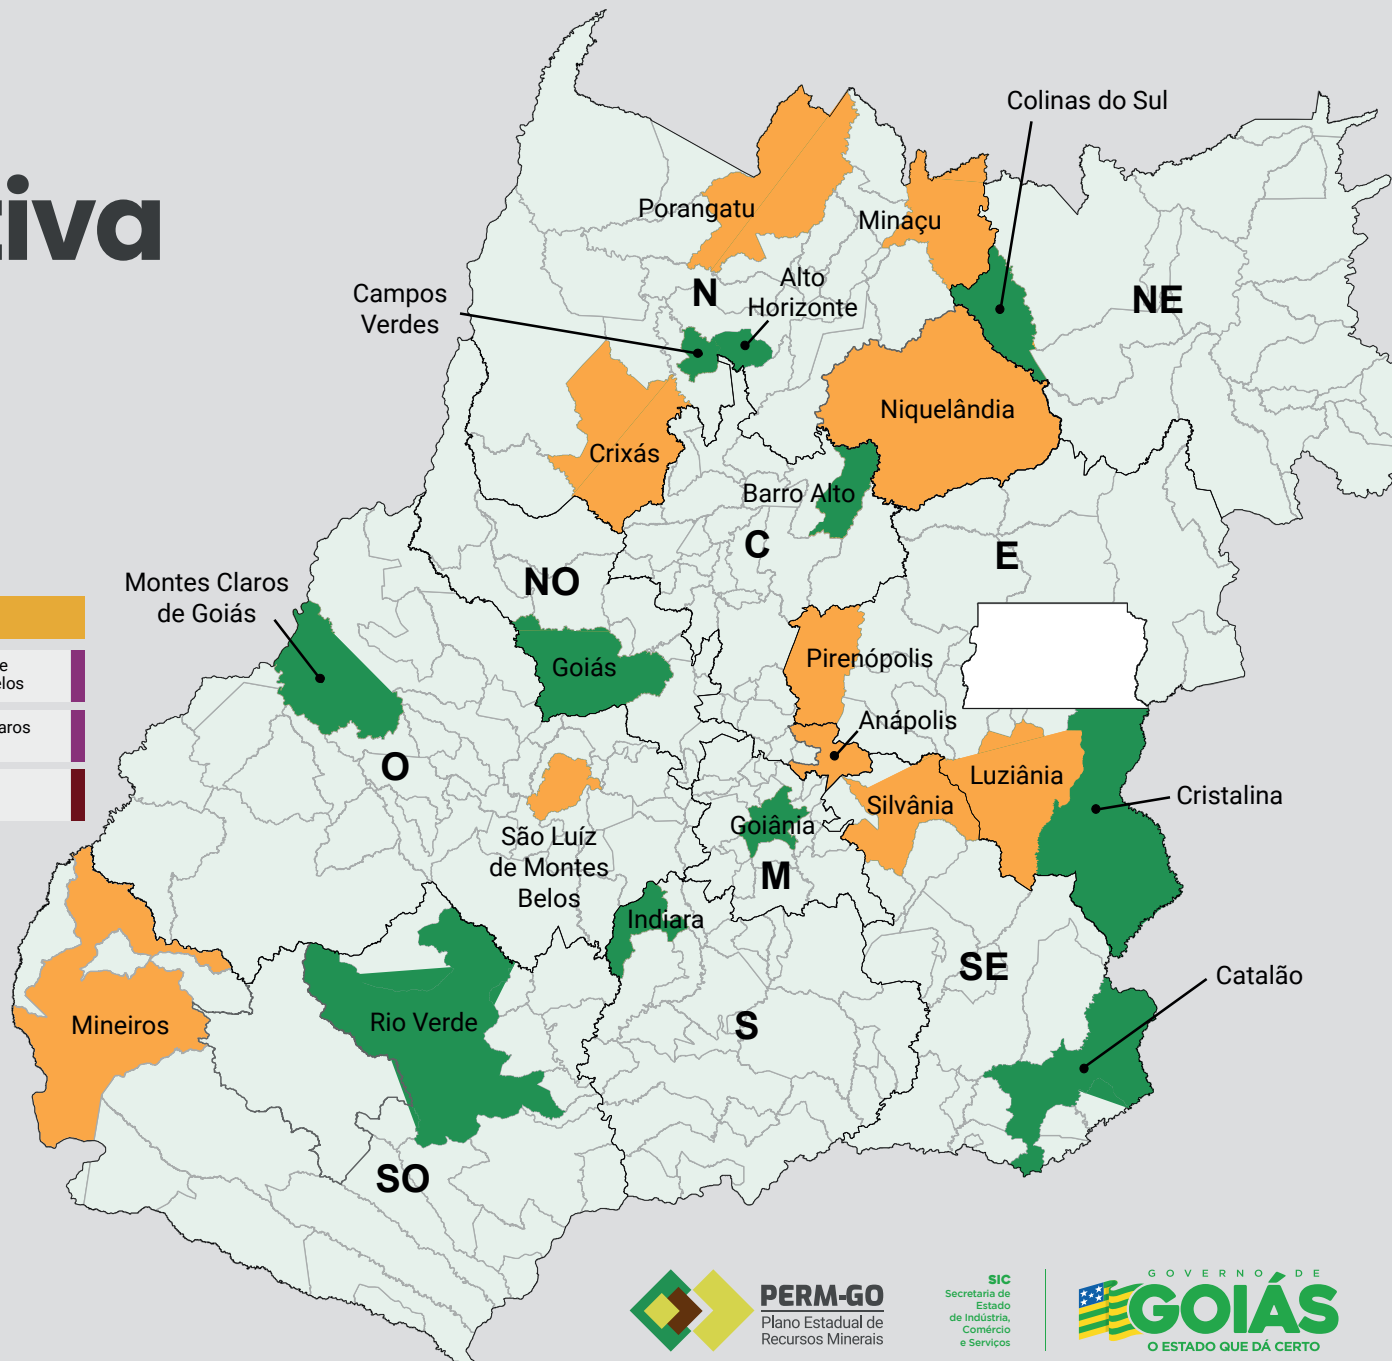 tiva
Colinas do Sul
Porangatu
Minaçu
Alto
Horizonte
Campos
Verdes
N
NE
Niquelândia
Crixás
Barro Alto
C
E
NO
Montes Claros
de Goiás
Goiás
Pirenópolis
Anápolis
e
elos
aros
O
Luziânia
Silvânia
Cristalina
Goiânia
São Luíz
de Montes
Belos
M
Indiara
SE
Catalão
Mineiros
Rio Verde
S
SO
PERM-GO
Plano Estadual de
Recursos Minerais
SIC
Secretaria de
Estado
de Indústria,
Comércio
e Serviços
GOVERNO DE
GOIÁS
O ESTADO QUE DÁ CERTO